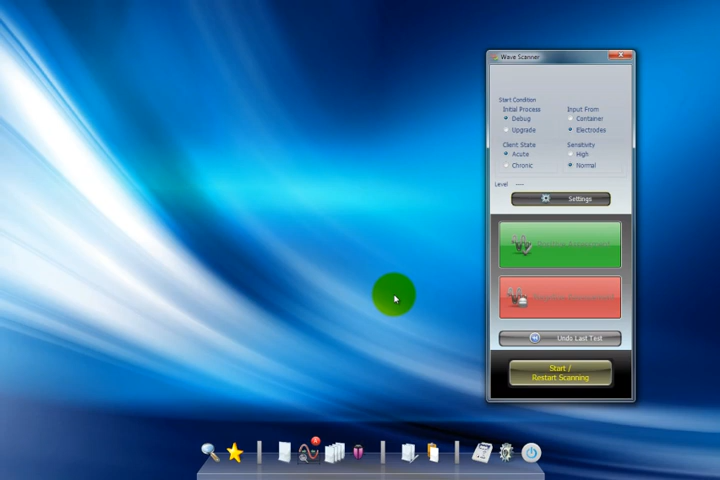 Wave Scanner
Start Condition
Initial Process
Input From
Debug
Container
Upgrade
Electrodes
Client State
Sensitivity
Acute
High
Chronic
Normal
Level
Settings
Undo Last Test
Start /
Restart Scanning